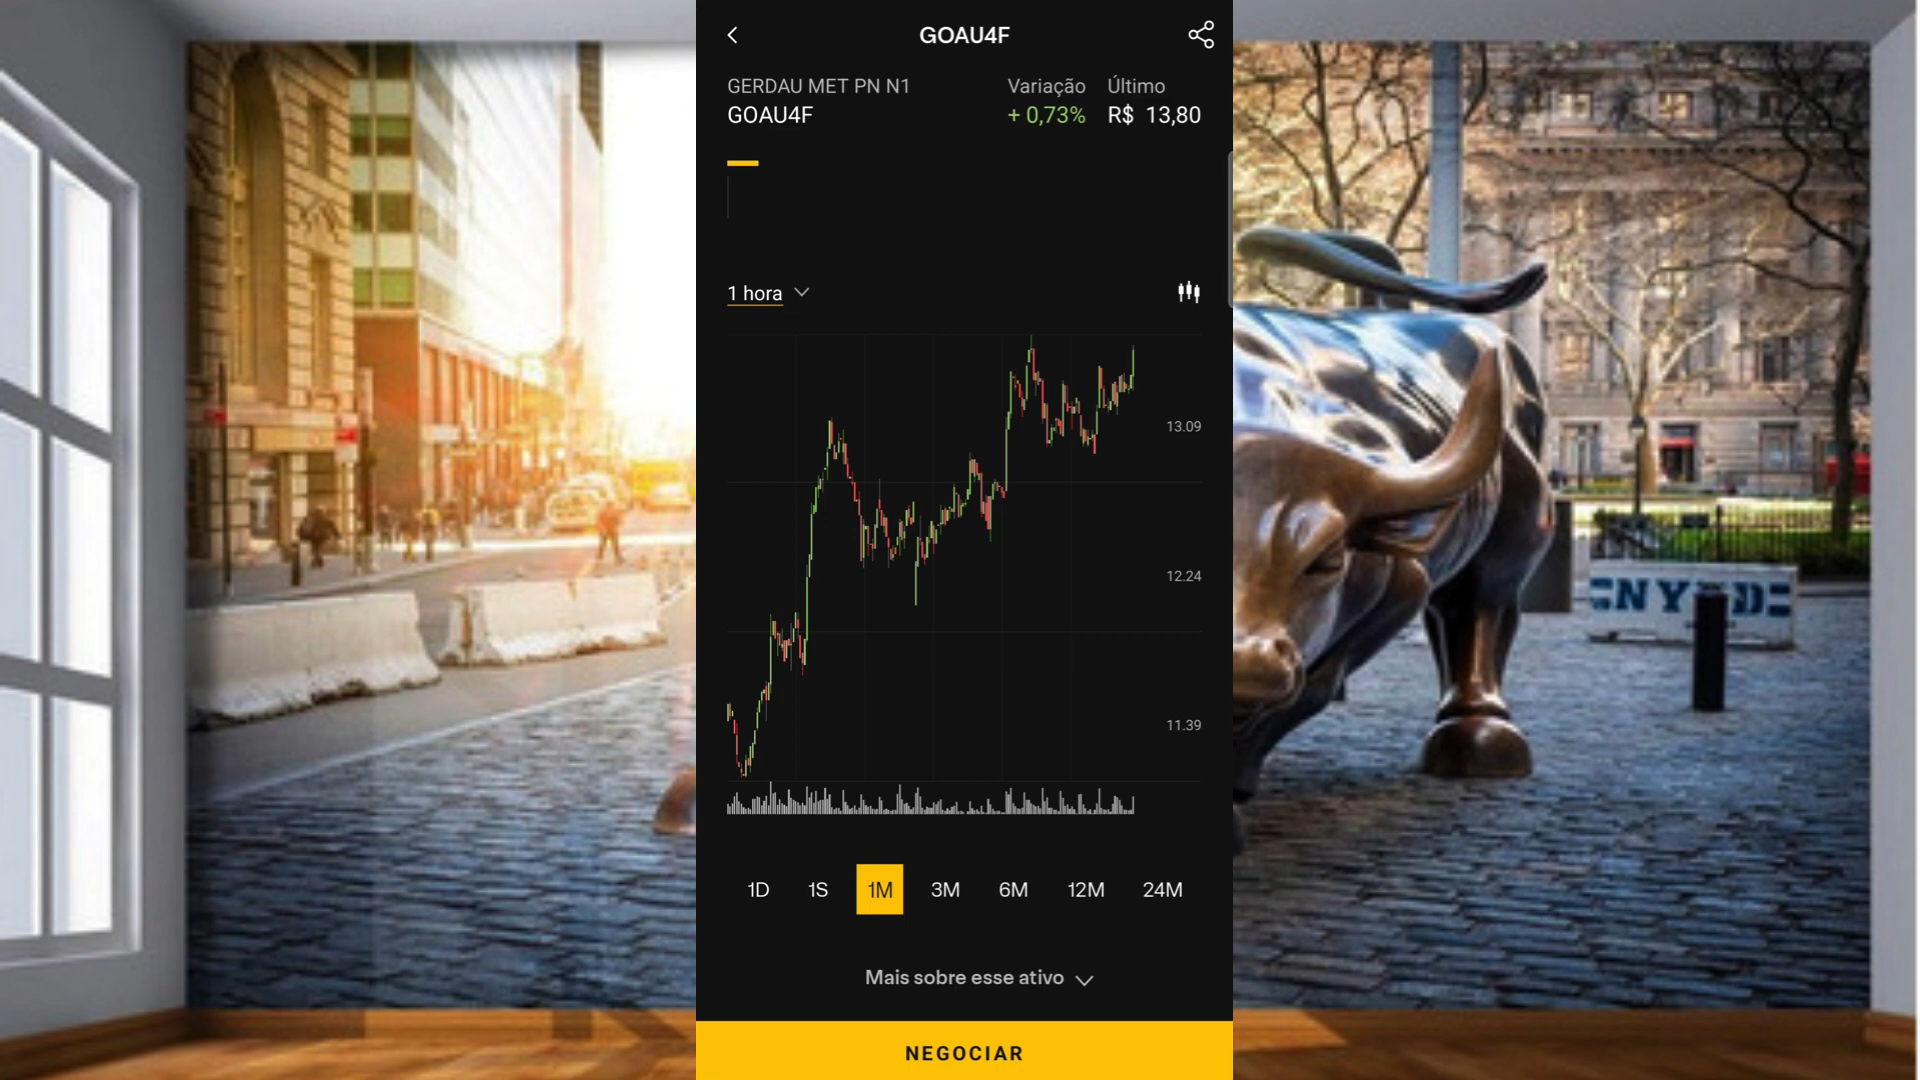 GOAU4F
GERDAU MET PN N1
Variação
Último
GOAU4F
+ 0,73%
R$ 13,80
1 hora
13.09
12.24
11.39
1D 1S 1M 3M 6M 12M 24M
Mais sobre esse ativo
NEGOCIAR